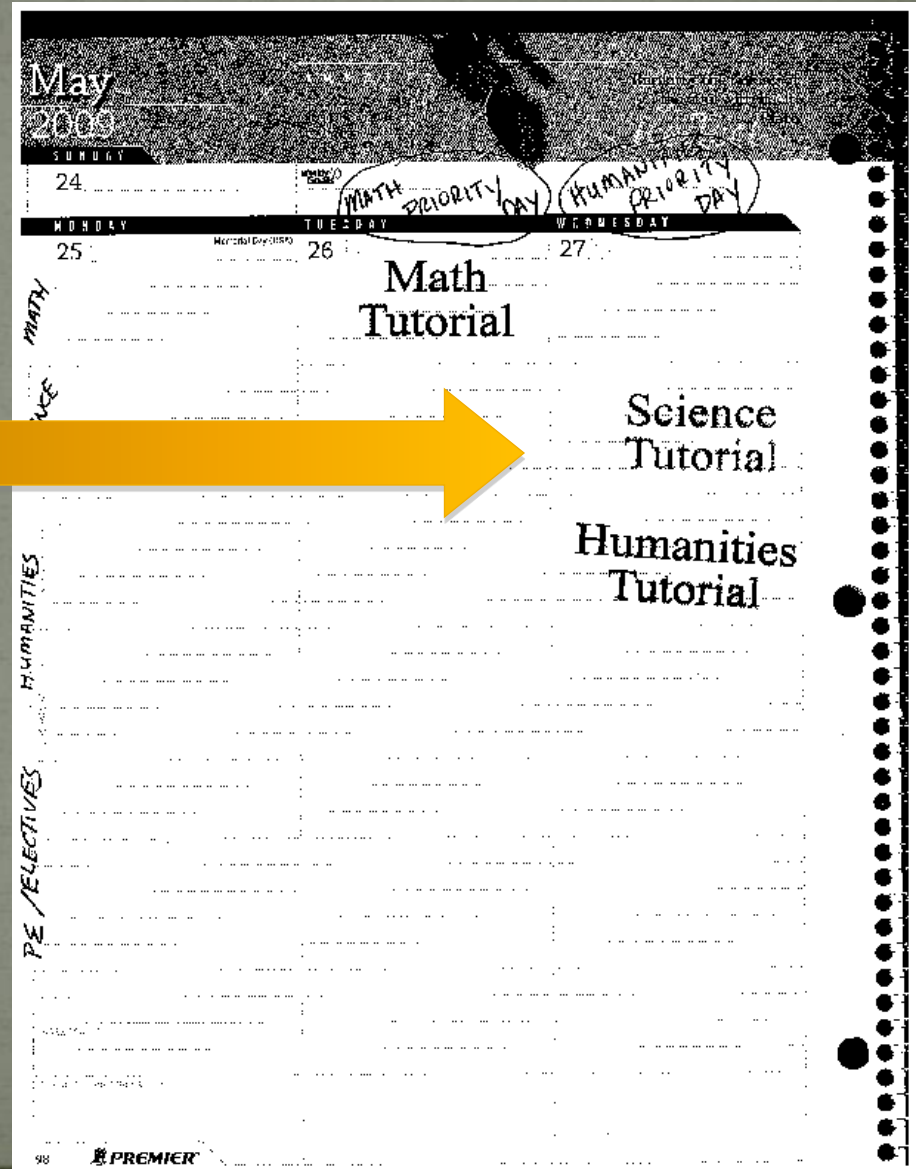 May
2009
SUNDAY
24
MATH PRIORITY DAY
HUMANITIES PRIORITY DAY
MONDAY
TUESDAY
WEDNESDAY
25
Memorial Day (USA)
26
27
Math
Tutorial
MATH
Science
Tutorial
Humanities
Tutorial
HUMANITIES
PE/ELECTIVES
98
PREMIER